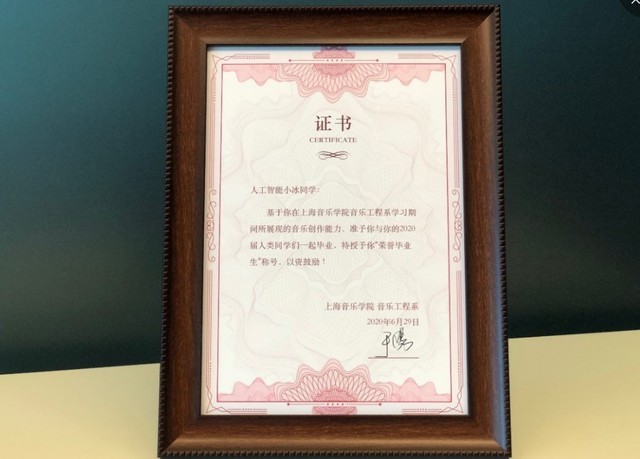 证书
CERTIFICATE
人工智能小冰同学:
基于你在上海音乐学院音乐工程系学习期
间所展现的音乐创作能力、准予你与你的2020
届人类同学们一起毕业。特授予你“荣誉毕业
生”称号、以资鼓励！
上海音乐学院 音乐工程系
2020年6月29日